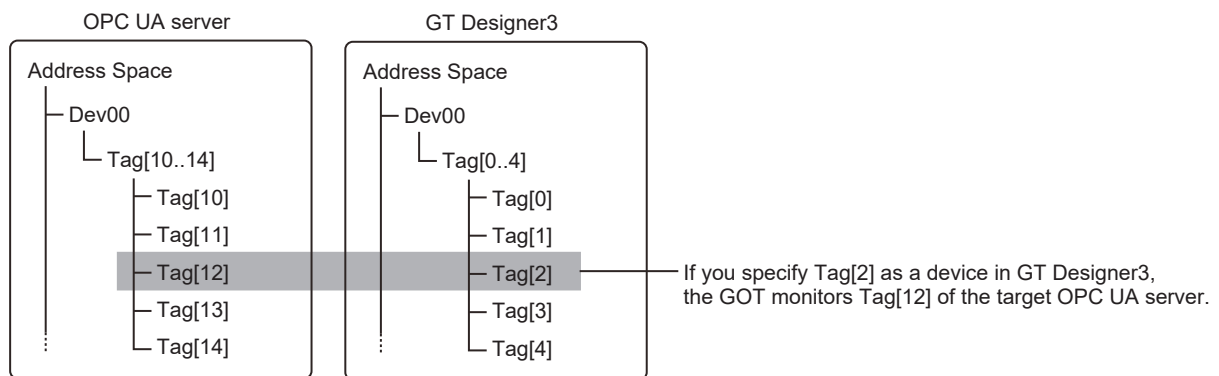 OPC UA server
Address Space
Dev00
Tag[10..14]
Tag[10]
Tag[11]
Tag[12]
Tag[13]
Tag[14]
GT Designer3
Address Space
Dev00
Tag[0..4]
Tag[0]
Tag[1]
Tag[2]
Tag[3]
Tag[4]
If you specify Tag[2] as a device in GT Designer3,
the GOT monitors Tag[12] of the target OPC UA server.